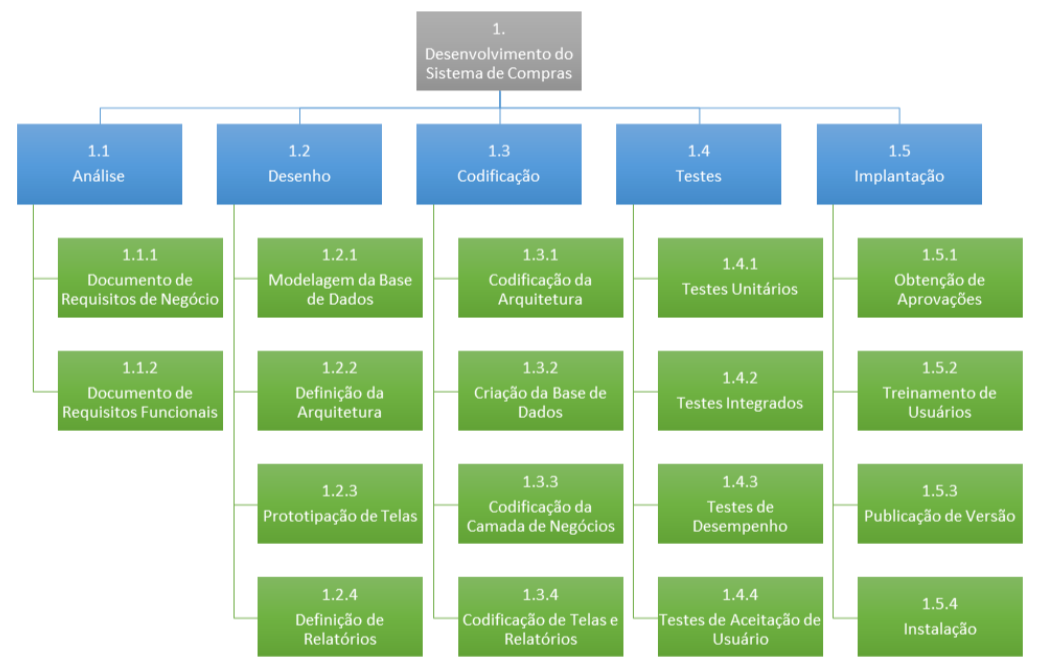 1.
Desenvolvimento do
Sistema de Compras
1.1
Análise
1.2
Desenho
1.3
Codificação
1.4
Testes
1.5
Implantação
1.1.1
Documento de
Requisitos de Negócio
1.1.2
Documento de
Requisitos Funcionais
1.2.1
Modelagem da Base
de Dados
1.2.2
Definição da
Arquitetura
1.2.3
Prototipação de Telas
1.2.4
Definição de
Relatórios
1.3.1
Codificação da
Arquitetura
1.3.2
Criação da Base de
Dados
1.3.3
Codificação da
Camada de Negócios
1.3.4
Codificação de Telas e
Relatórios
1.4.1
Testes Unitários
1.4.2
Testes Integrados
1.4.3
Testes de
Desempenho
1.4.4
Testes de Aceitação de
Usuário
1.5.1
Obtenção de
Aprovações
1.5.2
Treinamento de
Usuários
1.5.3
Publicação de Versão
1.5.4
Instalação